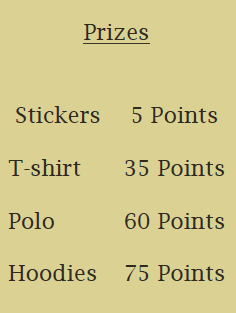 Prizes
Stickers 5 Points
T-shirt 35 Points
Polo 60 Points
Hoodies 75 Points